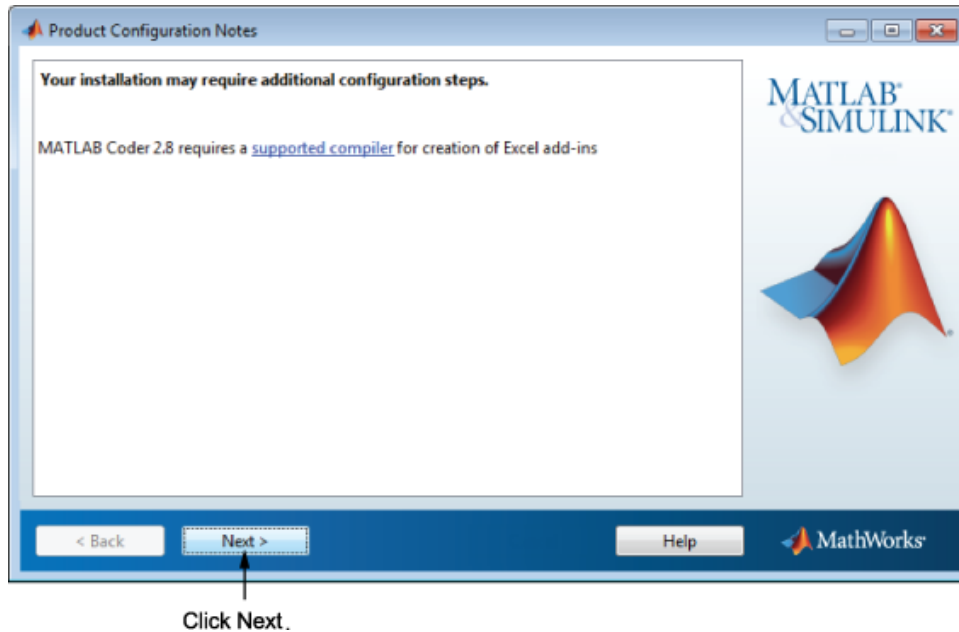 Product Configuration Notes
Your installation may require additional configuration steps.
MATLAB Coder 2.8 requires a supported compiler for creation of Excel add-ins
MATLAB®
&SIMULINK®
< Back
Next >
Help
MathWorks®
Click Next.